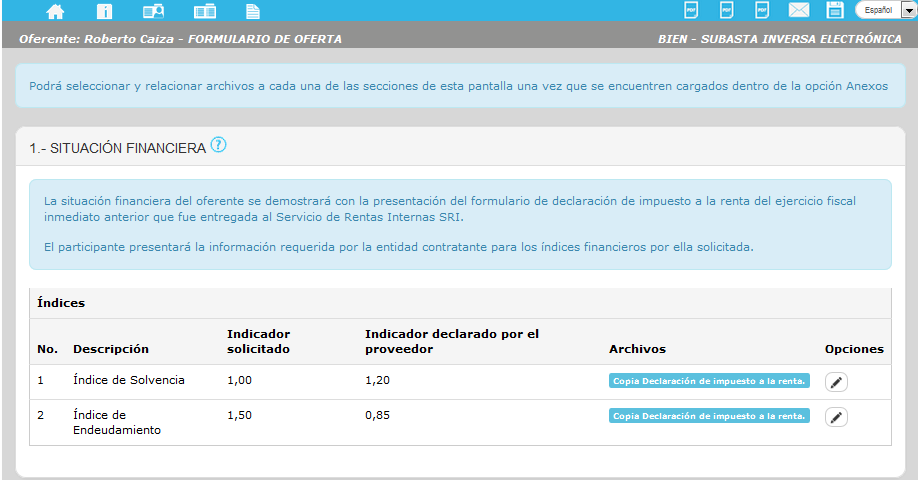 PDF PDF PDF Español
Oferente: Roberto Caiza - FORMULARIO DE OFERTA BIEN - SUBASTA INVERSA ELECTRÓNICA
Podrá seleccionar y relacionar archivos a cada una de las secciones de esta pantalla una vez que se encuentren cargados dentro de la opción Anexos
1.- SITUACIÓN FINANCIERA ?
La situación financiera del oferente se demostrará con la presentación del formulario de declaración de impuesto a la renta del ejercicio fiscal
inmediato anterior que fue entregada al Servicio de Rentas Internas SRI.
El participante presentará la información requerida por la entidad contratante para los índices financieros por ella solicitada.
Índices
No. Descripción Indicador solicitado Indicador declarado por el proveedor Archivos Opciones
1 Índice de Solvencia 1,00 1,20 Copia Declaración de impuesto a la renta.
2 Índice de Endeudamiento 1,50 0,85 Copia Declaración de impuesto a la renta.